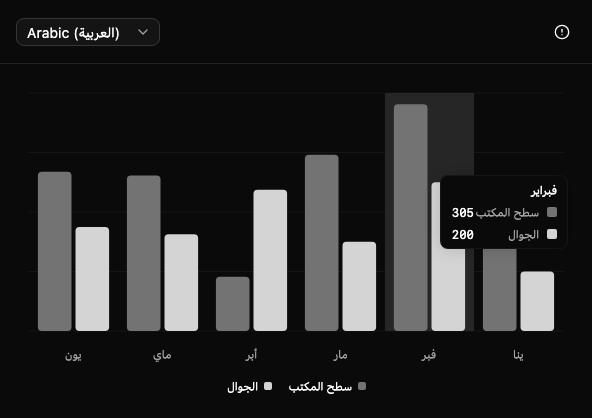 Arabic (العربية)
فبراير
سطح المكتب 305
الجوال 200
ينا فبر مار أبر ماي يون
سطح المكتب الجوال